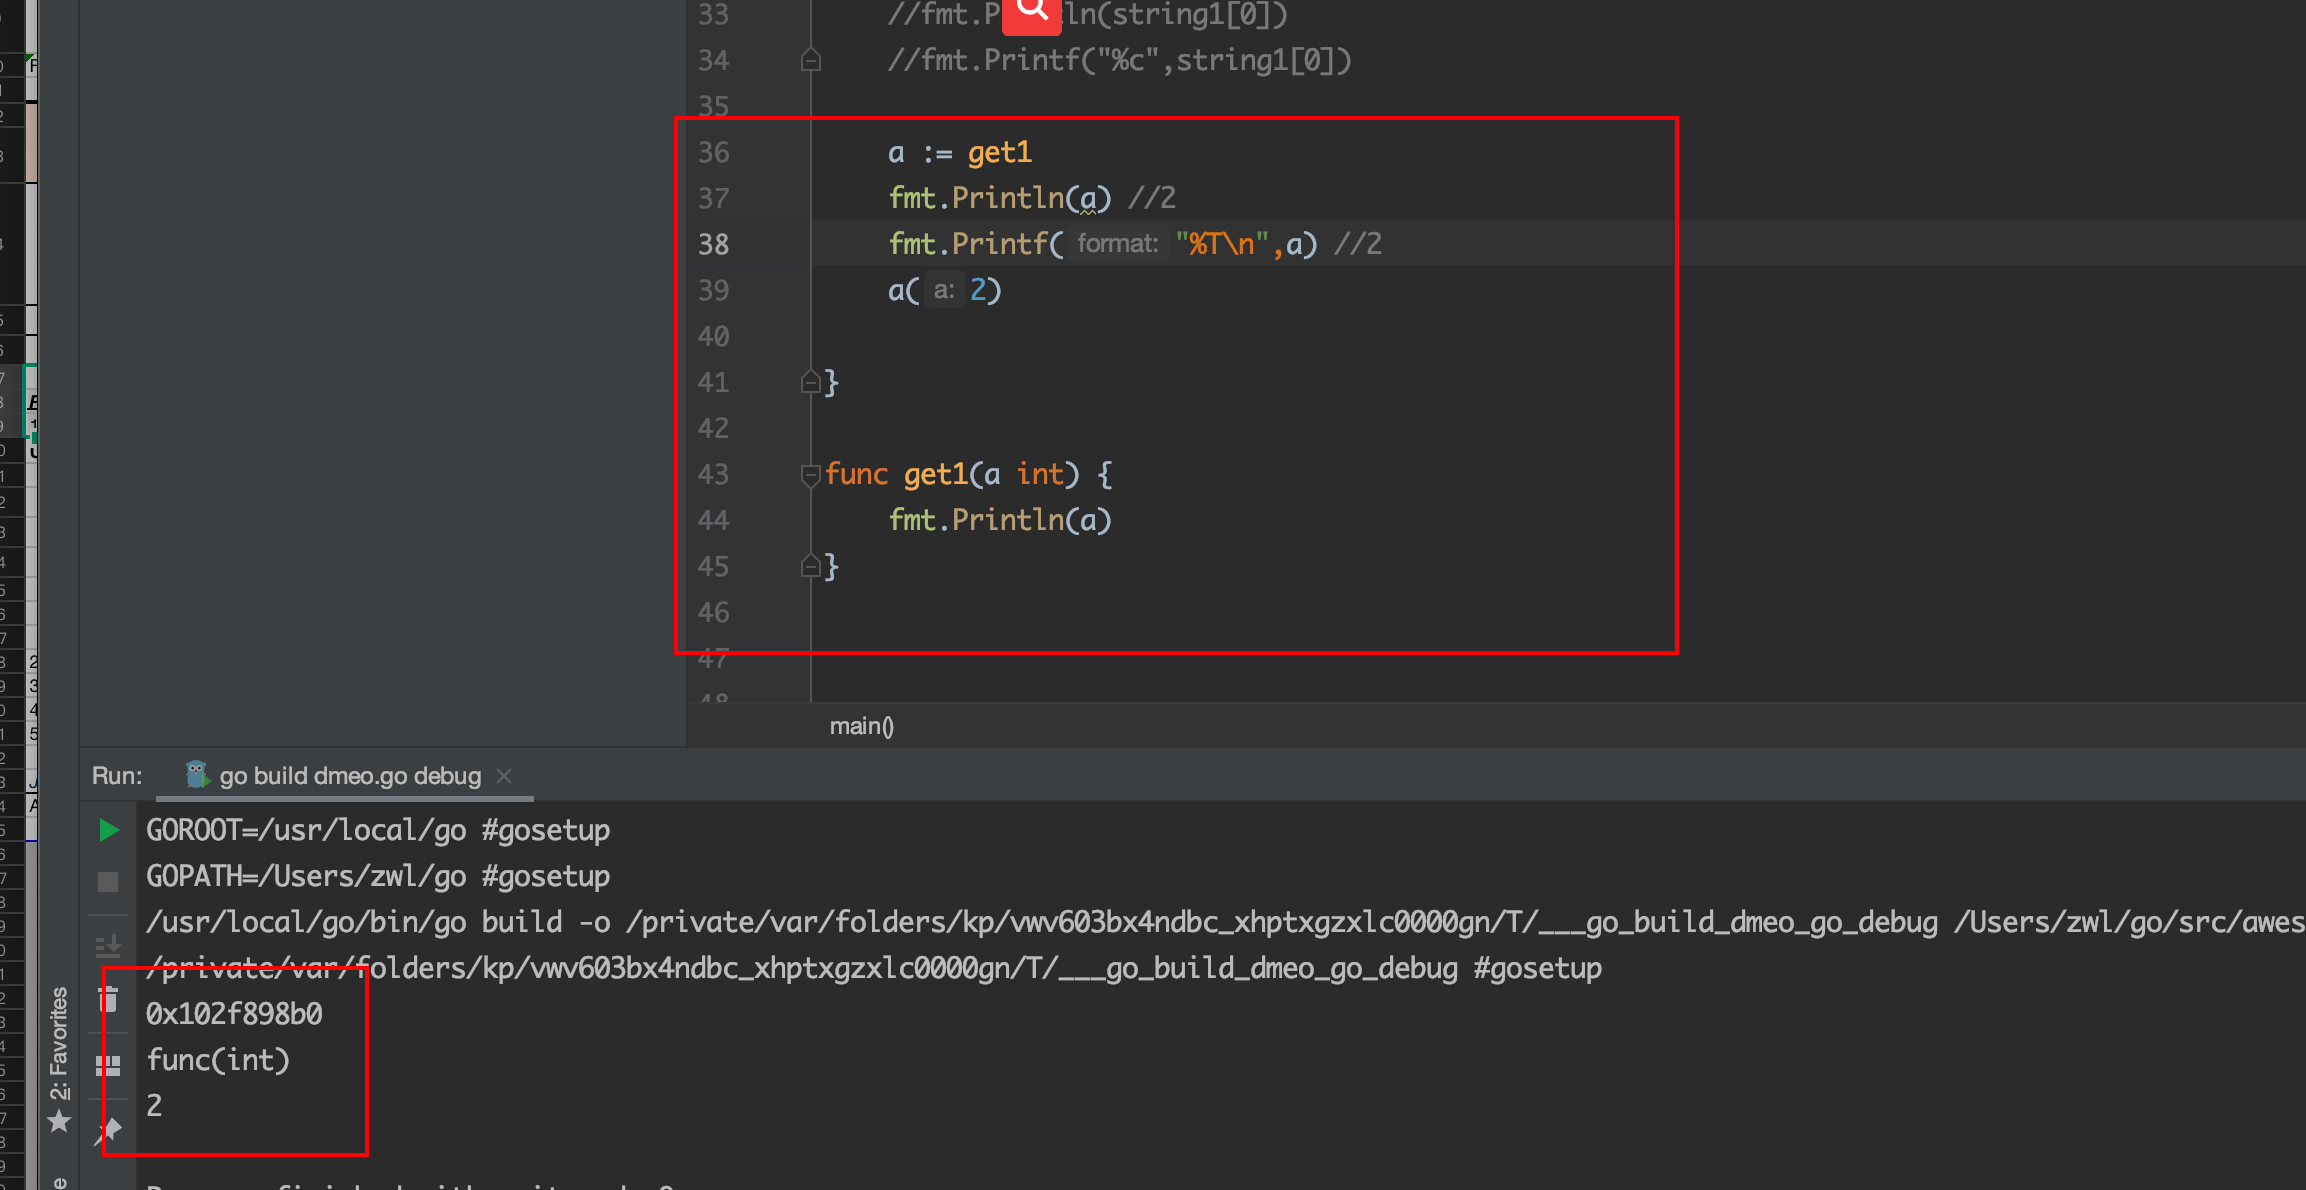 33 //fmt.P ln(string1[0])
34 //fmt.Printf("%c",string1[0])
35
36 a := get1
37 fmt.Println(a) //2
38 fmt.Printf( format: "%T\n",a) //2
39 a( a: 2)
40
41 }
42
43 func get1(a int) {
44 fmt.Println(a)
45 }
46
47
48
main()
Run: go build dmeo.go debug
GOROOT=/usr/local/go #gosetup
GOPATH=/Users/zwl/go #gosetup
/usr/local/go/bin/go build -o /private/var/folders/kp/vwv603bx4ndbc_xhptxgzxlc0000gn/T/___go_build_dmeo_go_debug /Users/zwl/go/src/awes
/private/var/folders/kp/vwv603bx4ndbc_xhptxgzxlc0000gn/T/___go_build_dmeo_go_debug #gosetup
0x102f898b0
func(int)
2
2: Favorites